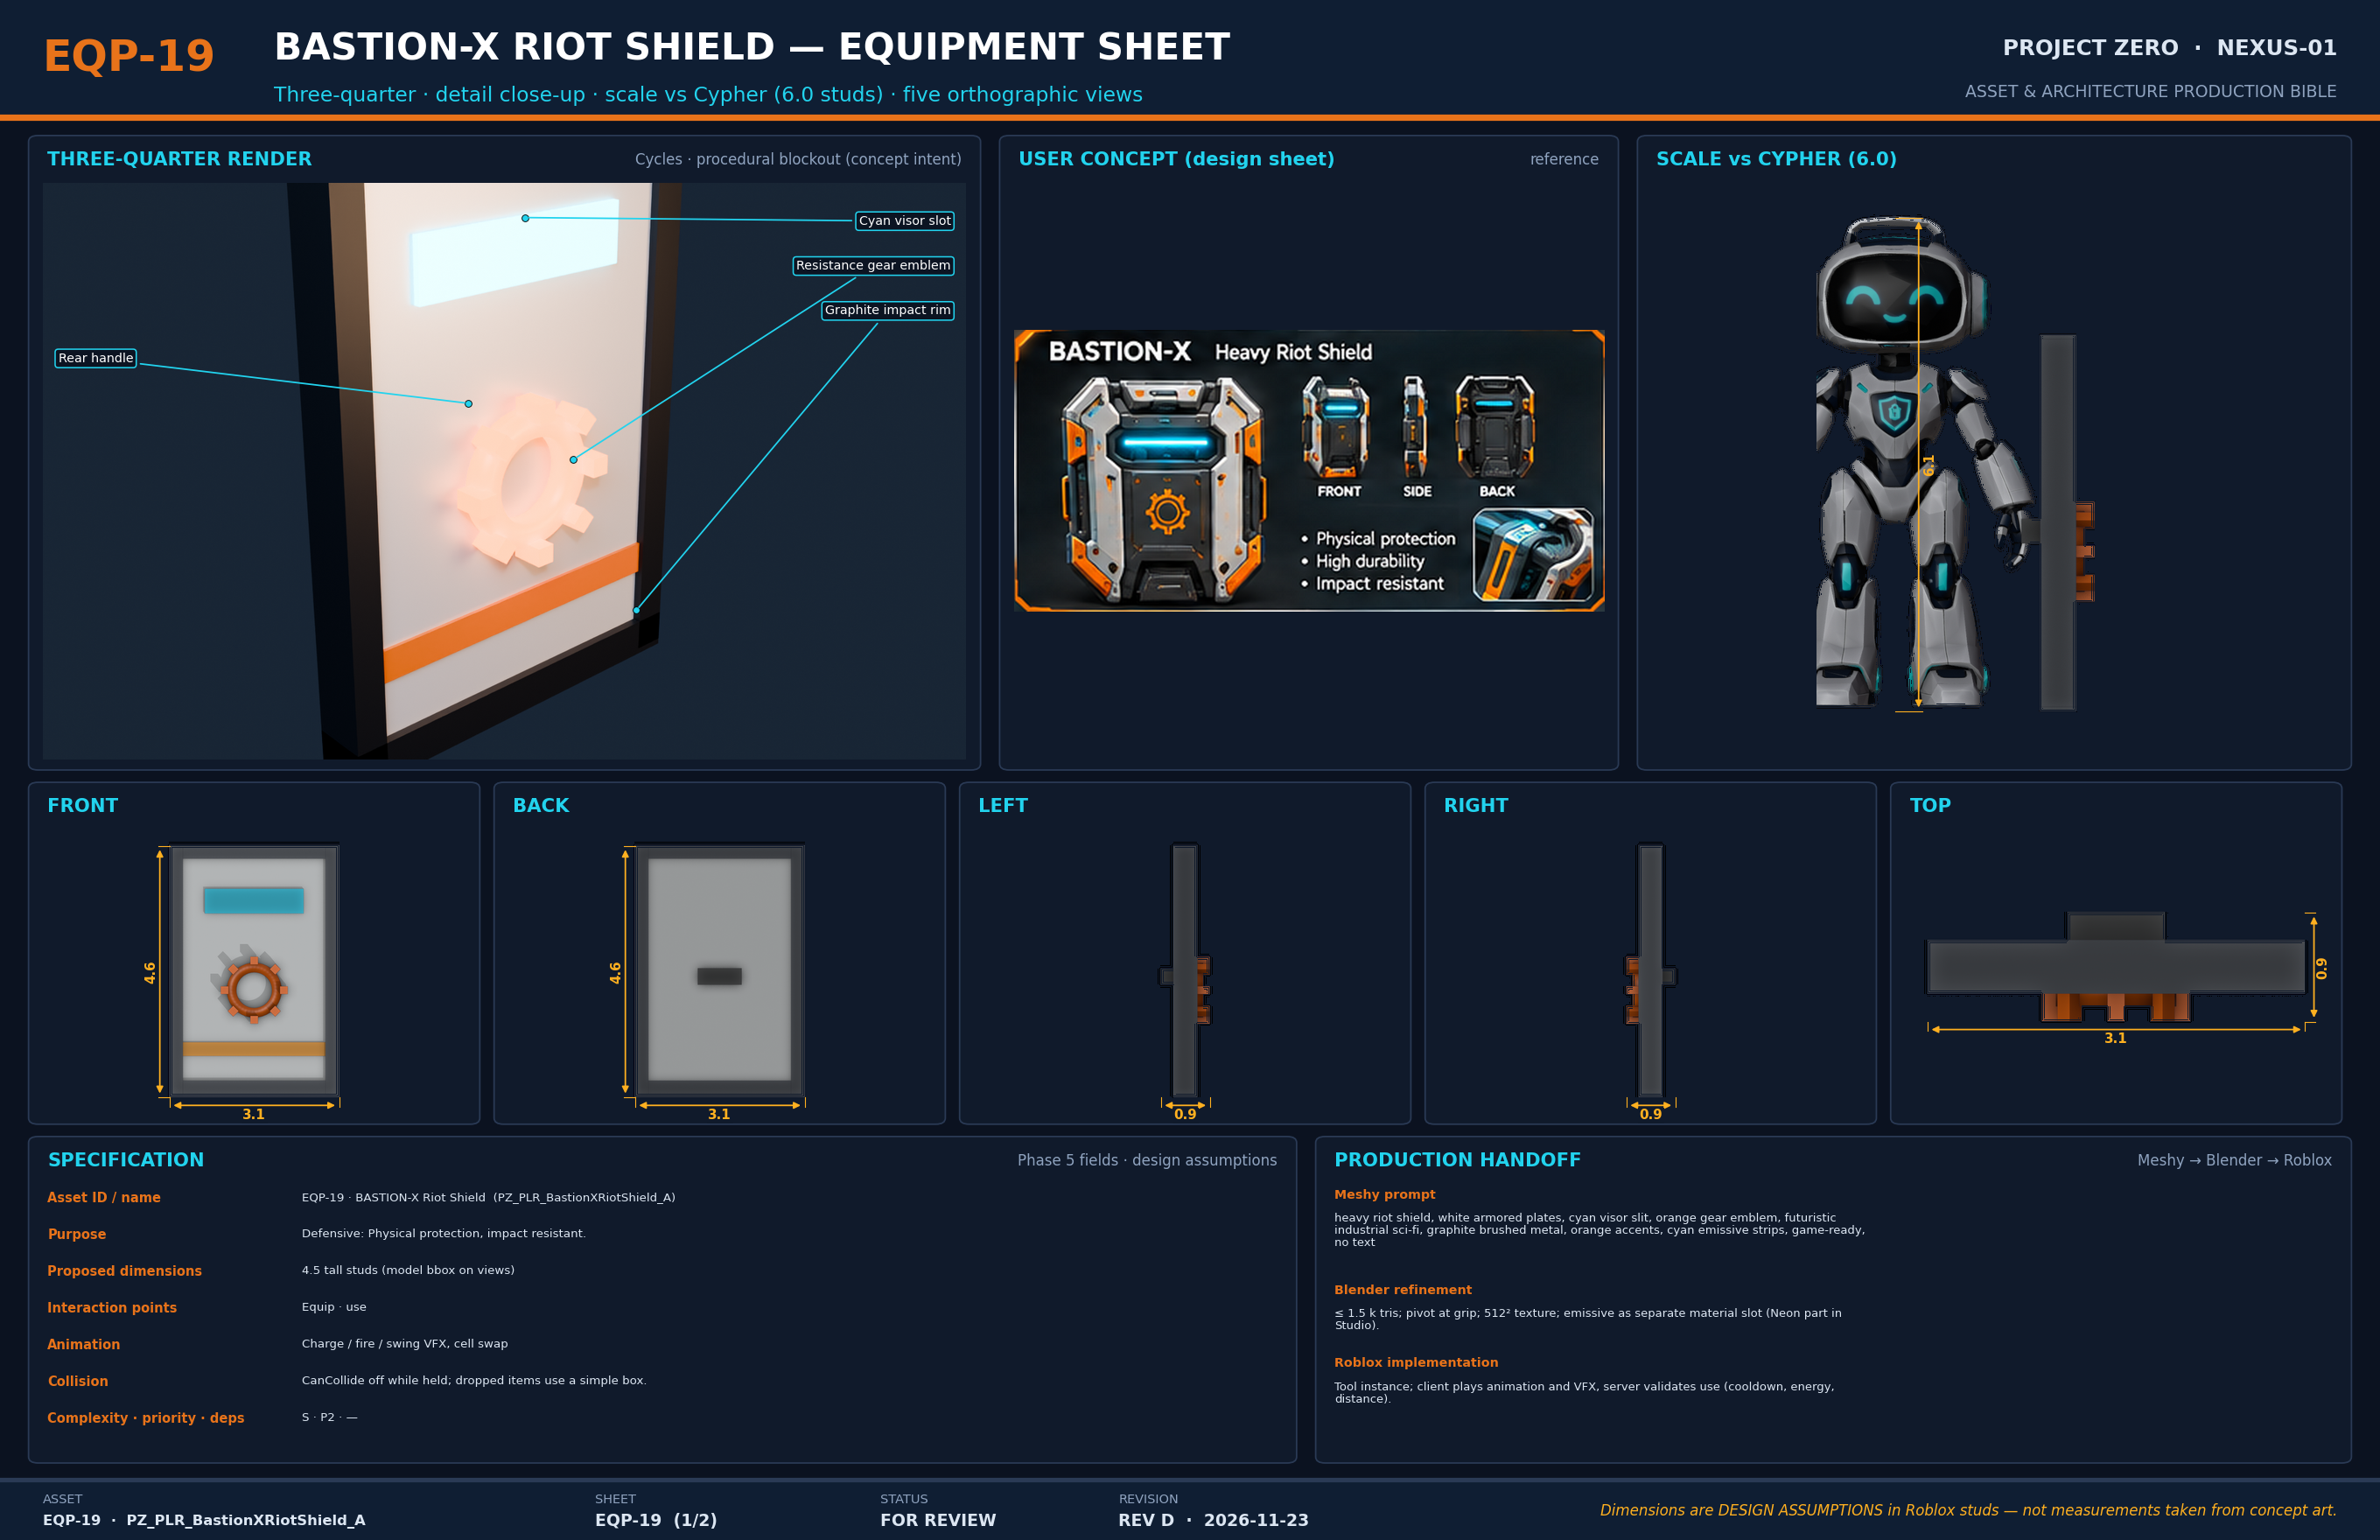 EQP-19
BASTION-X RIOT SHIELD — EQUIPMENT SHEET
Three-quarter · detail close-up · scale vs Cypher (6.0 studs) · five orthographic views
PROJECT ZERO · NEXUS-01
ASSET & ARCHITECTURE PRODUCTION BIBLE
THREE-QUARTER RENDER
Cycles · procedural blockout (concept intent)
Cyan visor slot
Resistance gear emblem
Graphite impact rim
Rear handle
USER CONCEPT (design sheet)
reference
BASTION-X Heavy Riot Shield
FRONT
SIDE
BACK
• Physical protection
• High durability
• Impact resistant
SCALE vs CYPHER (6.0)
6.1
FRONT
4.6
3.1
BACK
4.6
3.1
LEFT
0.9
RIGHT
0.9
TOP
0.9
3.1
SPECIFICATION
Phase 5 fields · design assumptions
Asset ID / name
EQP-19 · BASTION-X Riot Shield (PZ_PLR_BastionXRiotShield_A)
Purpose
Defensive: Physical protection, impact resistant.
Proposed dimensions
4.5 tall studs (model bbox on views)
Interaction points
Equip · use
Animation
Charge / fire / swing VFX, cell swap
Collision
CanCollide off while held; dropped items use a simple box.
Complexity · priority · deps
S · P2 · —
PRODUCTION HANDOFF
Meshy → Blender → Roblox
Meshy prompt
heavy riot shield, white armored plates, cyan visor slit, orange gear emblem, futuristic
industrial sci-fi, graphite brushed metal, orange accents, cyan emissive strips, game-ready,
no text
Blender refinement
≤ 1.5 k tris; pivot at grip; 512² texture; emissive as separate material slot (Neon part in
Studio).
Roblox implementation
Tool instance; client plays animation and VFX, server validates use (cooldown, energy,
distance).
ASSET
EQP-19 · PZ_PLR_BastionXRiotShield_A
SHEET
EQP-19 (1/2)
STATUS
FOR REVIEW
REVISION
REV D · 2026-11-23
Dimensions are DESIGN ASSUMPTIONS in Roblox studs — not measurements taken from concept art.